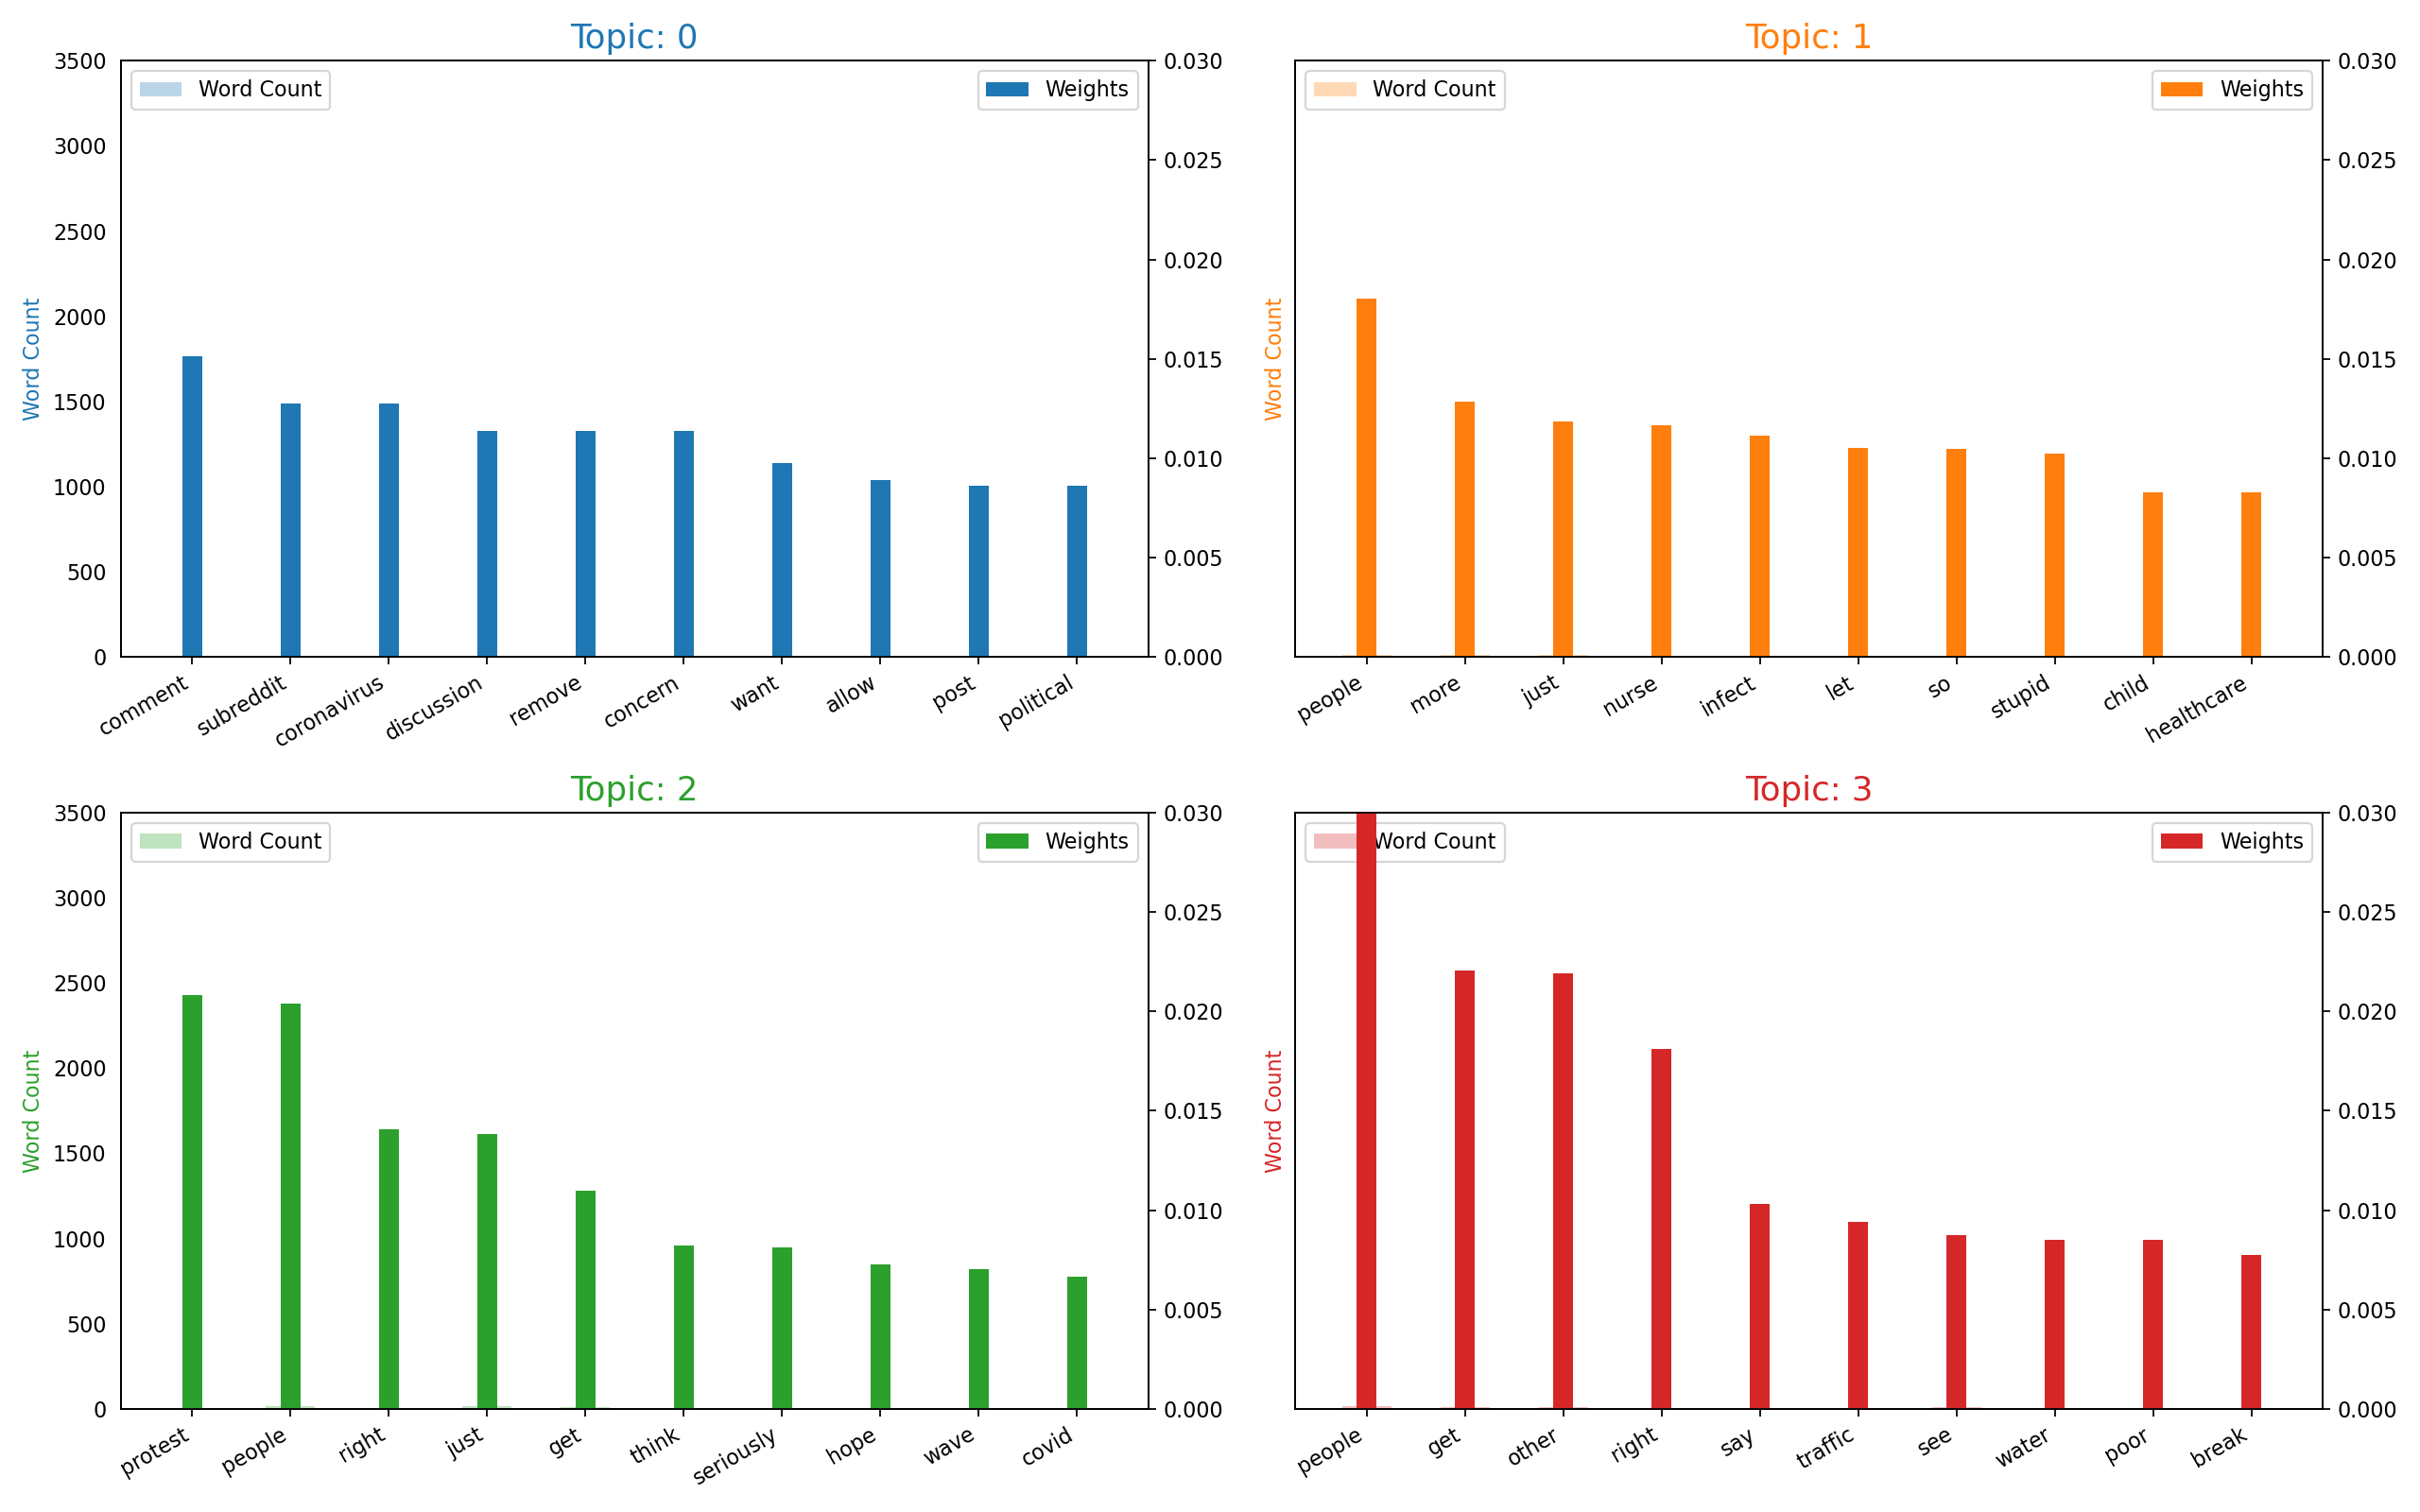 Topic: 0
Word Count
Weights
3500
3000
2500
2000
1500
1000
500
0
Word Count
0.030
0.025
0.020
0.015
0.010
0.005
0.000
comment
subreddit
coronavirus
discussion
remove
concern
want
allow
post
political
Topic: 1
Word Count
Weights
Word Count
0.030
0.025
0.020
0.015
0.010
0.005
0.000
people
more
just
nurse
infect
let
so
stupid
child
healthcare
Topic: 2
Word Count
Weights
3500
3000
2500
2000
1500
1000
500
0
Word Count
0.030
0.025
0.020
0.015
0.010
0.005
0.000
protest
people
right
just
get
think
seriously
hope
wave
covid
Topic: 3
Word Count
Weights
Word Count
0.030
0.025
0.020
0.015
0.010
0.005
0.000
people
get
other
right
say
traffic
see
water
poor
break